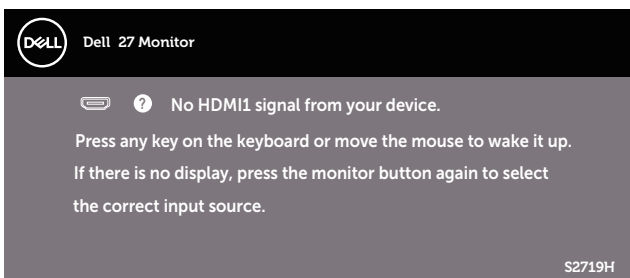 DELL Dell 27 Monitor
? No HDMI1 signal from your device.
Press any key on the keyboard or move the mouse to wake it up.
If there is no display, press the monitor button again to select
the correct input source.
S2719H